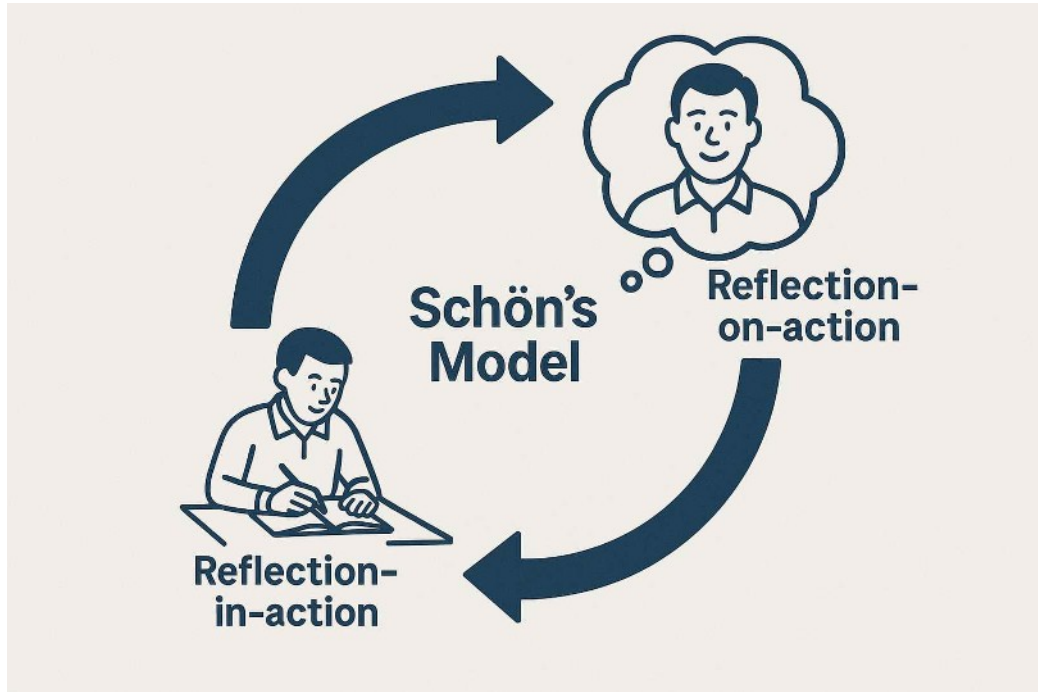 Schön's
Model
Reflection-
on-action
Reflection-
in-action